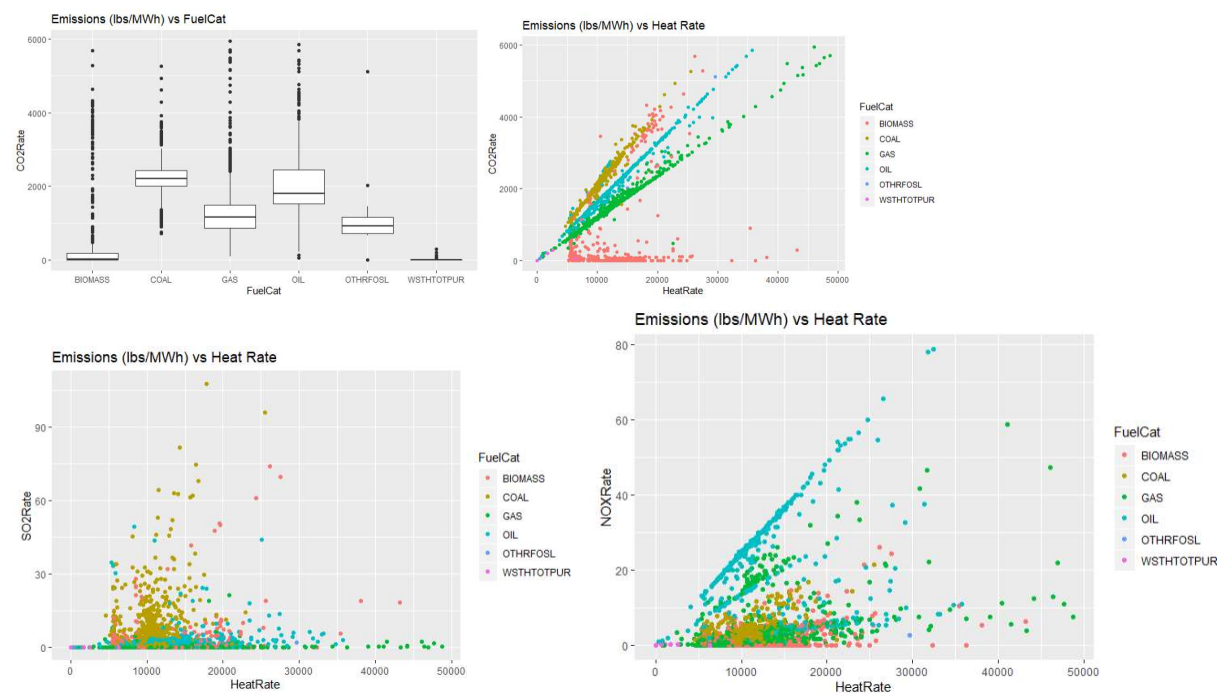 Emissions (lbs/MWh) vs FuelCat
6000
4000
2000
0
CO2Rate
BIOMASS COAL GAS OIL OTHRFOSL WSTHTOTPUR
FuelCat
Emissions (lbs/MWh) vs Heat Rate
6000
4000
2000
0
CO2Rate
0 10000 20000 30000 40000 50000
HeatRate
FuelCat
BIOMASS
COAL
GAS
OIL
OTHRFOSL
WSTHTOTPUR
Emissions (lbs/MWh) vs Heat Rate
90
60
30
0
SO2Rate
0 10000 20000 30000 40000 50000
HeatRate
FuelCat
BIOMASS
COAL
GAS
OIL
OTHRFOSL
WSTHTOTPUR
Emissions (lbs/MWh) vs Heat Rate
80
60
40
20
0
NOXRate
0 10000 20000 30000 40000 50000
HeatRate
FuelCat
BIOMASS
COAL
GAS
OIL
OTHRFOSL
WSTHTOTPUR